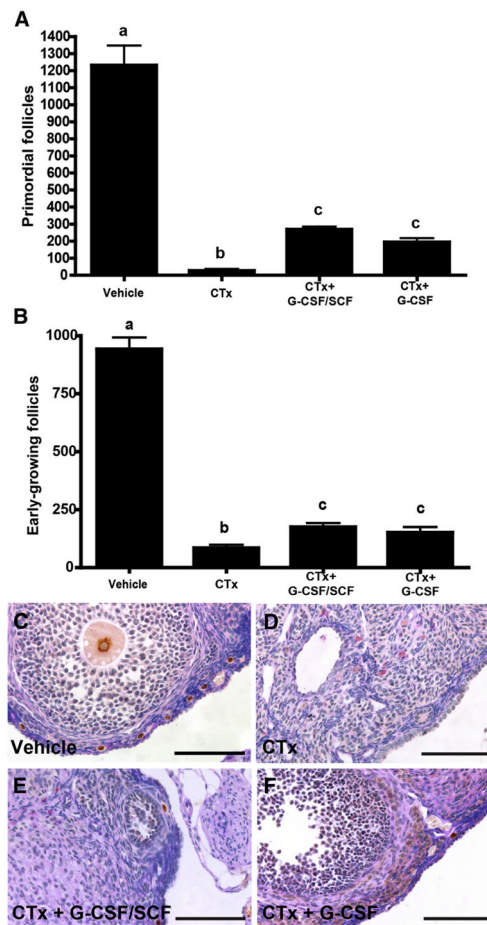 A
a
1400
1300
1200
1100
1000
900
800
700
600
500
400
300
200
100
0
Primordial follicles
b
c
c
Vehicle
CTx
CTx+
G-CSF/SCF
CTx+
G-CSF
B
a
1000
750
500
250
0
Early-growing follicles
b
c
c
Vehicle
CTx
CTx+
G-CSF/SCF
CTx+
G-CSF
C
Vehicle
D
CTx
E
CTx + G-CSF/SCF
F
CTx + G-CSF